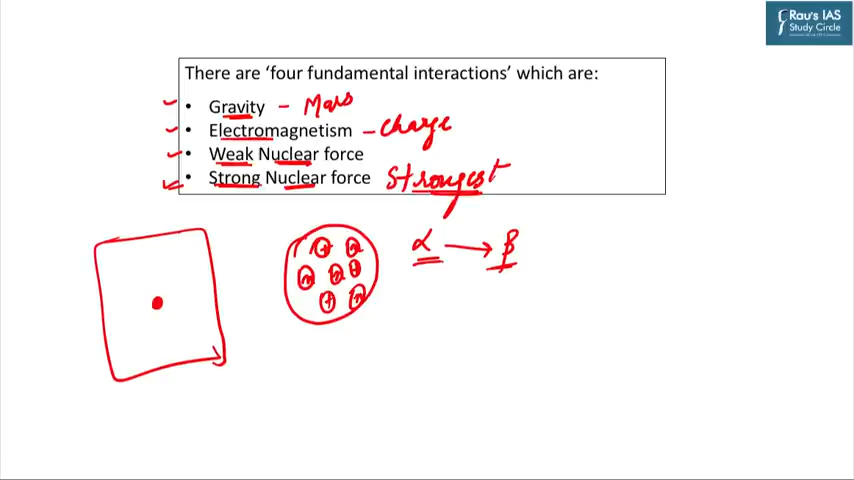 Rau's IAS
Study Circle
There are 'four fundamental interactions' which are:
• Gravity - Mass
• Electromagnetism - charge
• Weak Nuclear force
• Strong Nuclear force Strongest
+ n
n n +
+ n
α → β